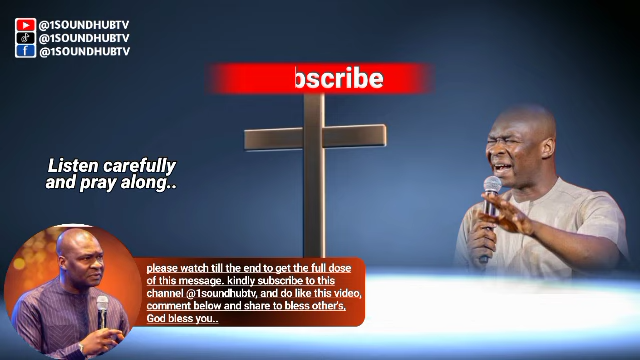 @1SOUNDHUBTV
@1SOUNDHUBTV
@1SOUNDHUBTV
bscribe
Listen carefully
and pray along..
please watch till the end to get the full dose
of this message. kindly subscribe to this
channel @1soundhubtv, and do like this video,
comment below and share to bless other's,
God bless you..